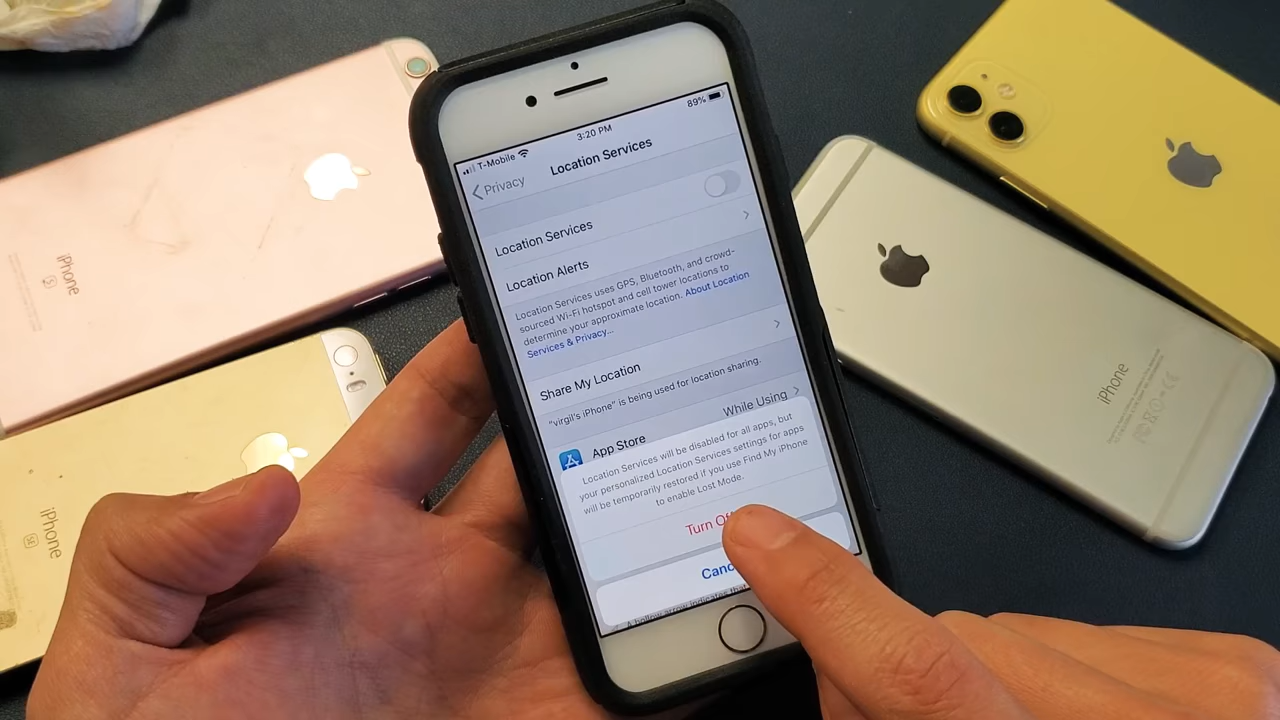 T-Mobile
3:20 PM
89%
Privacy
Location Services
Location Services
Location Alerts
Location Services uses GPS, Bluetooth, and crowd-
sourced Wi-Fi hotspot and cell tower locations to
determine your approximate location. About Location
Services & Privacy...
Share My Location
"virgil's iPhone" is being used for location sharing.
App Store
While Using
Location Services will be disabled for all apps, but
your personalized Location Services settings for apps
will be temporarily restored if you use Find My iPhone
to enable Lost Mode.
Turn
iPhone
S
iPhone
SE
iPhone